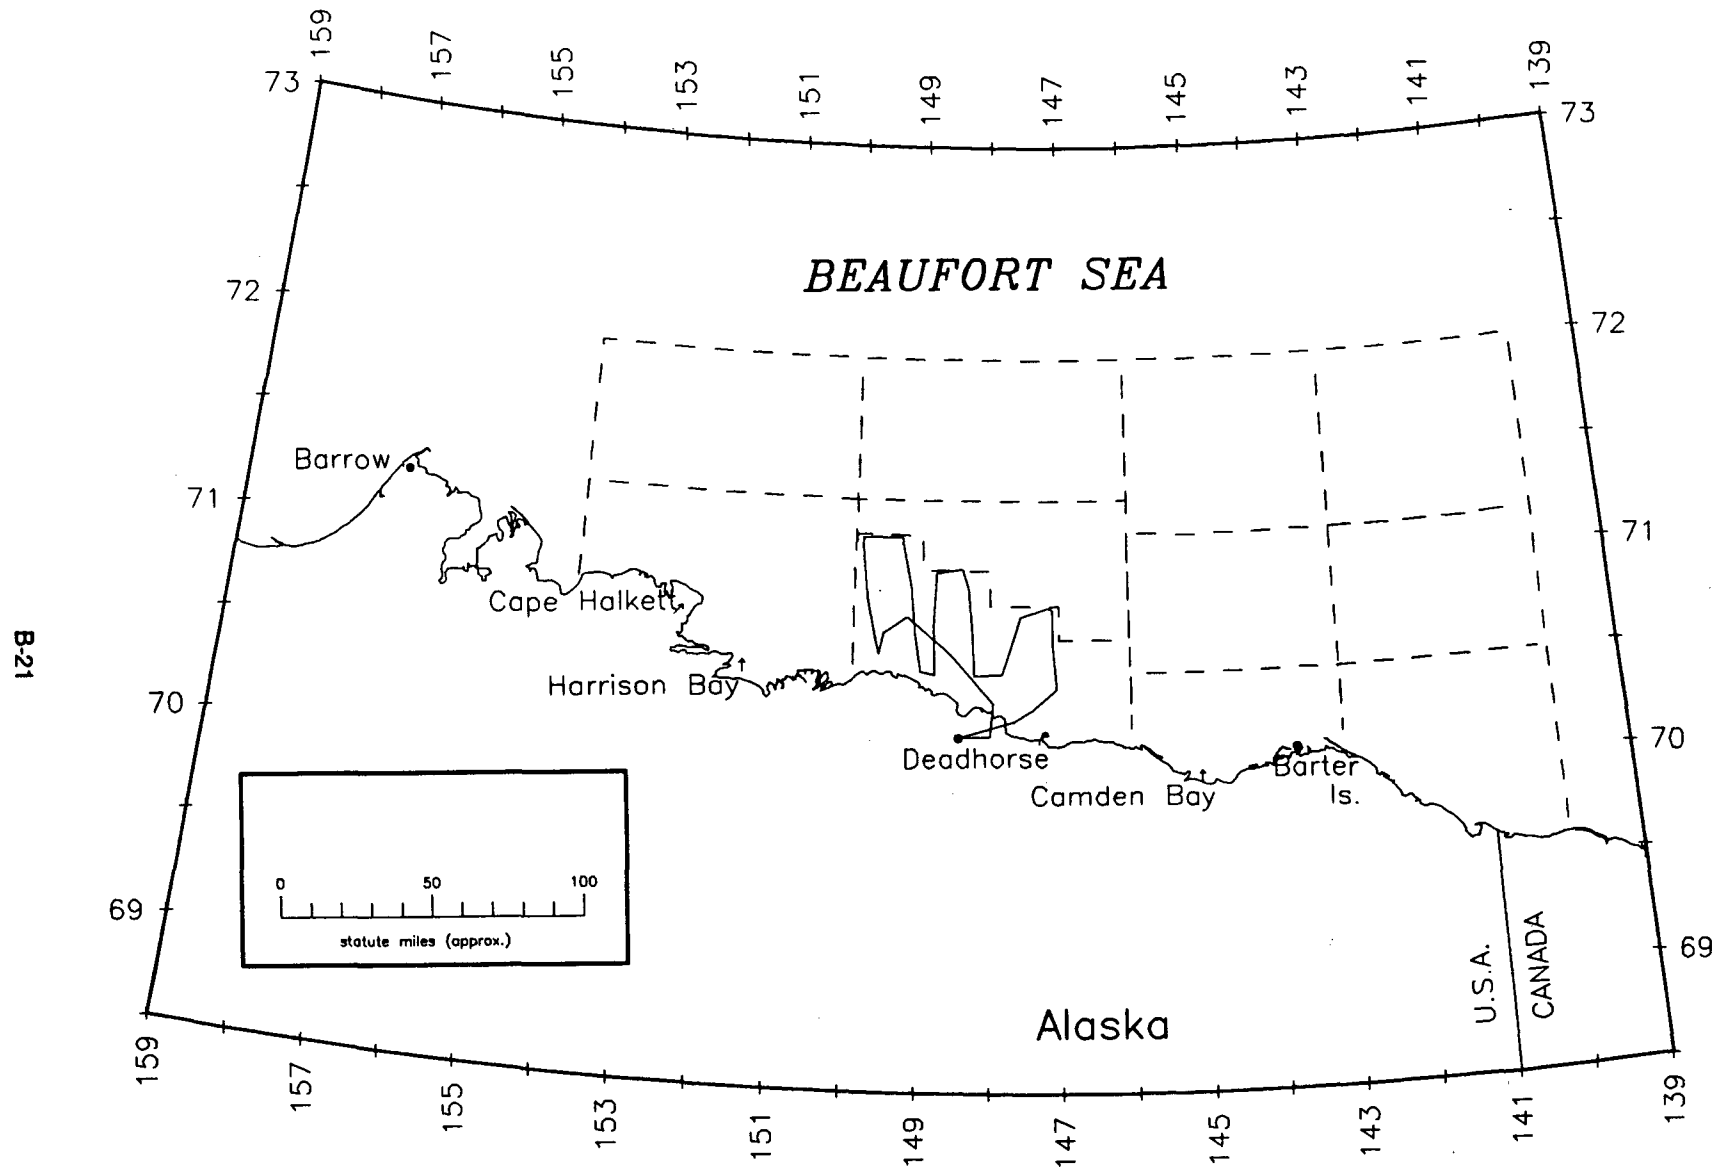 159
157
155
153
151
149
147
145
143
141
139
73
73
BEAUFORT SEA
72
72
Barrow
71
71
Cape Halkett
Harrison Bay
70
70
Deadhorse
Barter
Is.
Camden Bay
0 50 100
statute miles (approx.)
69
69
U.S.A.
CANADA
Alaska
159
157
155
153
151
149
147
145
143
141
139
B-21